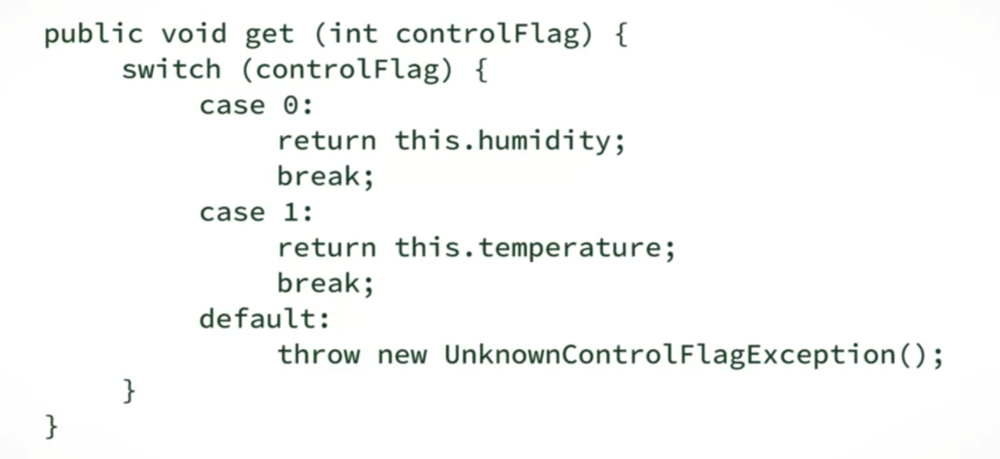 public void get (int controlFlag) {
switch (controlFlag) {
case 0:
return this.humidity;
break;
case 1:
return this.temperature;
break;
default:
throw new UnknownControlFlagException();
}
}